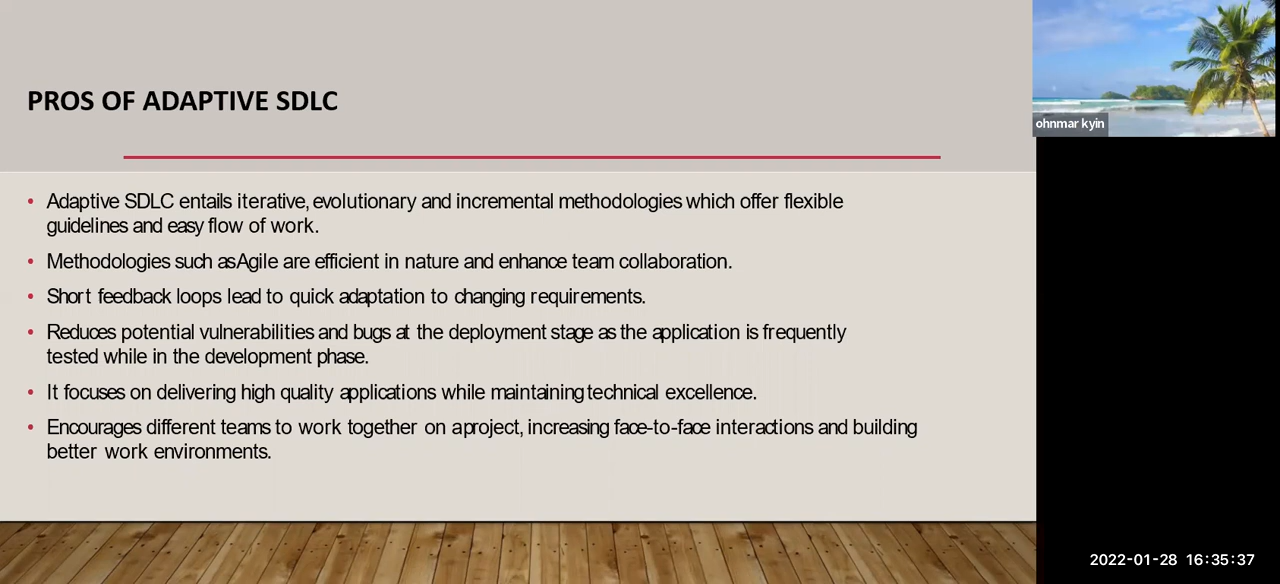 PROS OF ADAPTIVE SDLC
• Adaptive SDLC entails iterative, evolutionary and incremental methodologies which offer flexible
guidelines and easy flow of work.
• Methodologies such asAgile are efficient in nature and enhance team collaboration.
• Short feedback loops lead to quick adaptation to changing requirements.
• Reduces potential vulnerabilities and bugs at the deployment stage as the application is frequently
tested while in the development phase.
• It focuses on delivering high quality applications while maintaining technical excellence.
• Encourages different teams to work together on aproject, increasing face-to-face interactions and building
better work environments.
ohnmar kyin
2022-01-28 16:35:37